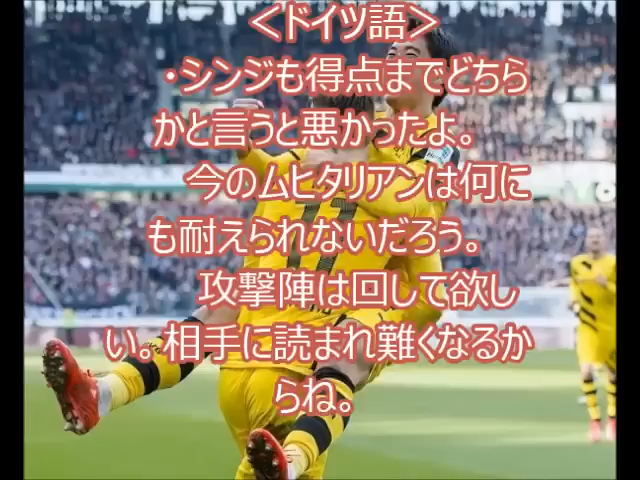 ＜ドイツ語＞
・シンジも得点までどちら
かと言うと悪かったよ。
今のムヒタリアンは何に
も耐えられないだろう。
攻撃陣は回して欲し
い。相手に読まれ難くなるか
らね。